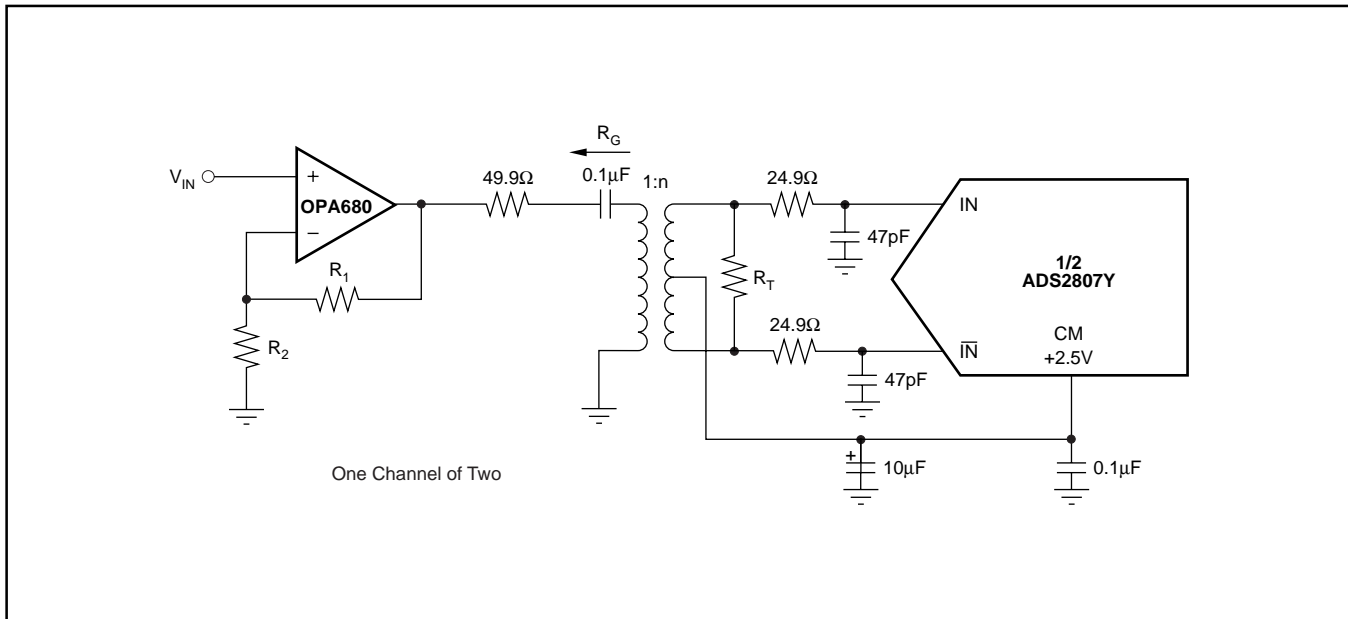 V_IN
+
OPA680
−
R_1
R_2
49.9Ω
R_G
0.1µF
1:n
R_T
24.9Ω
47pF
24.9Ω
47pF
IN
1/2
ADS2807Y
I̅N̅
CM
+2.5V
+
10µF
0.1µF
One Channel of Two